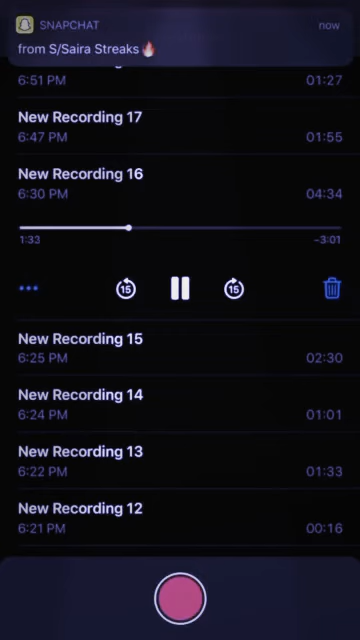 SNAPCHAT now
from S/Saira Streaks🔥
6:51 PM 01:27
New Recording 17
6:47 PM 01:55
New Recording 16
6:30 PM 04:34
1:33 -3:01
15 15
New Recording 15
6:25 PM 02:30
New Recording 14
6:24 PM 01:01
New Recording 13
6:22 PM 01:33
New Recording 12
6:21 PM 00:16